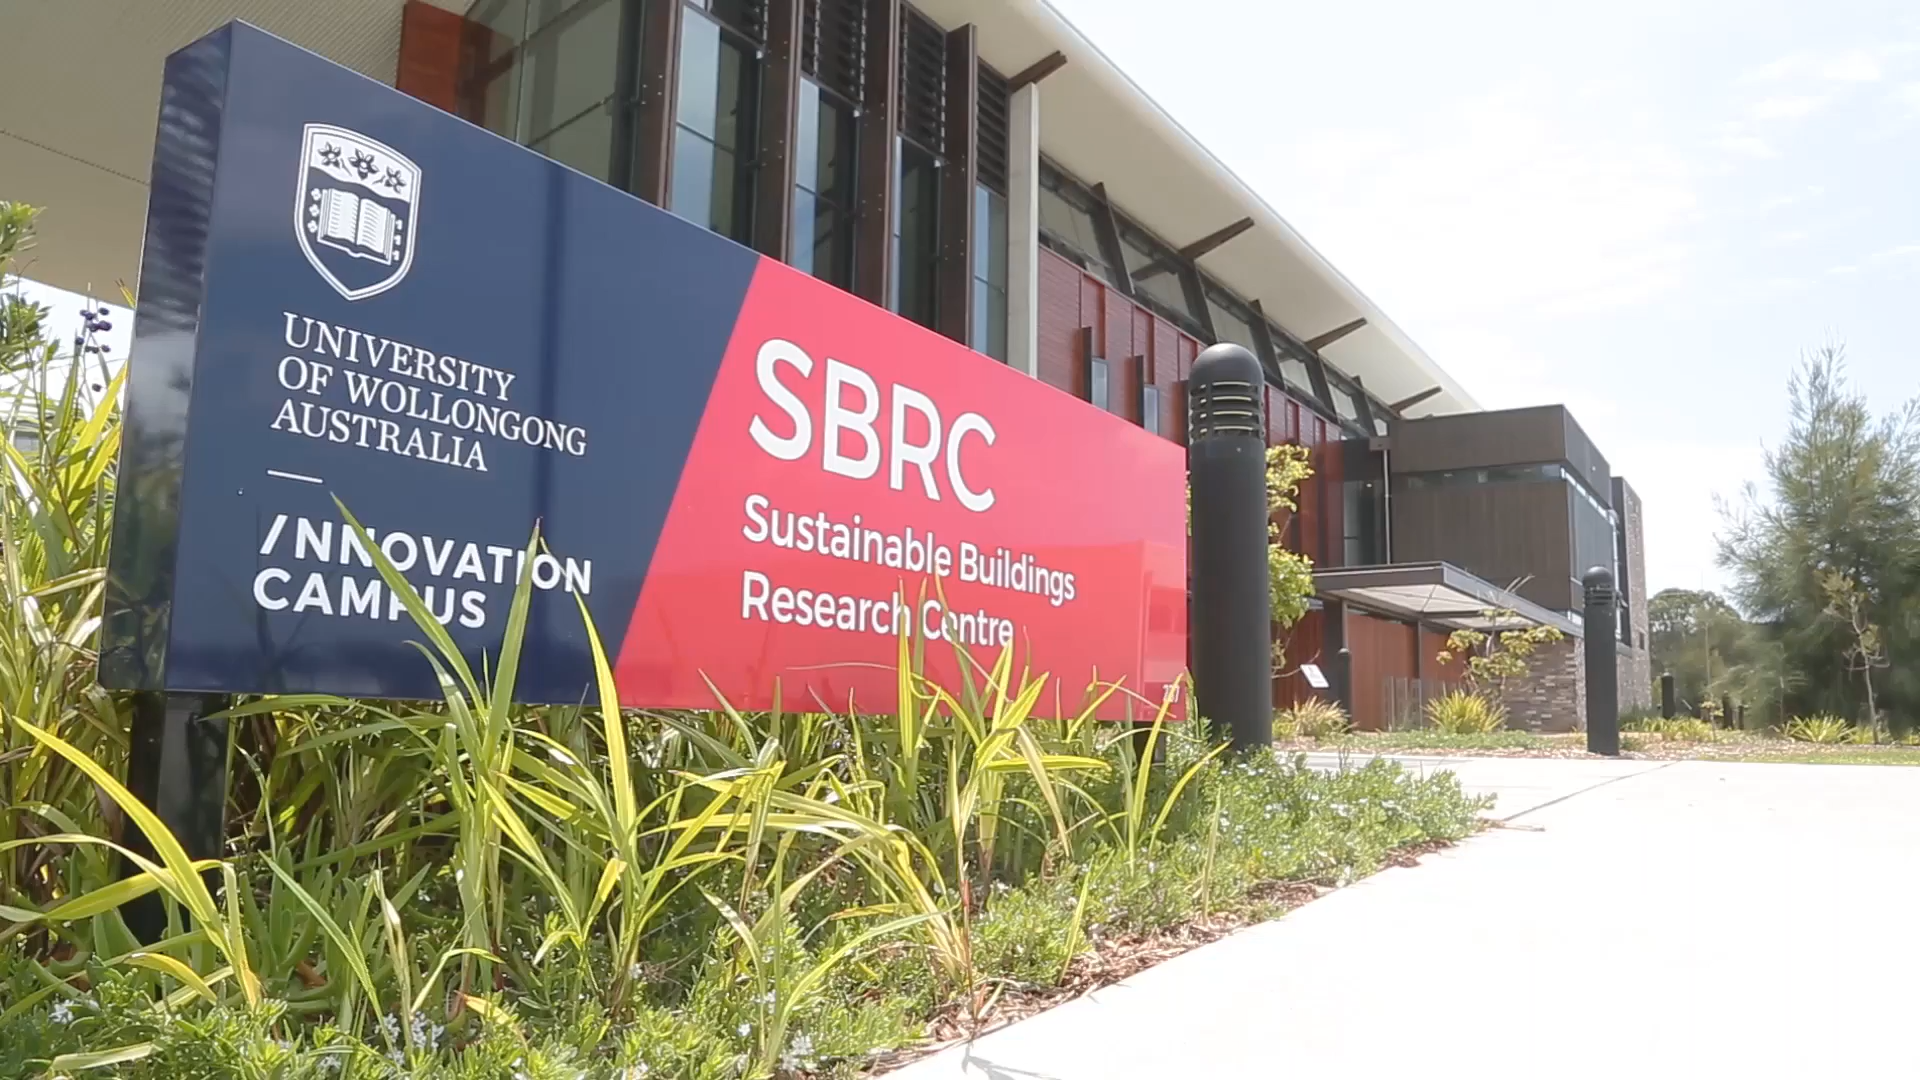 UNIVERSITY
OF WOLLONGONG
AUSTRALIA
/NNOVATION
CAMPUS
SBRC
Sustainable Buildings
Research Centre